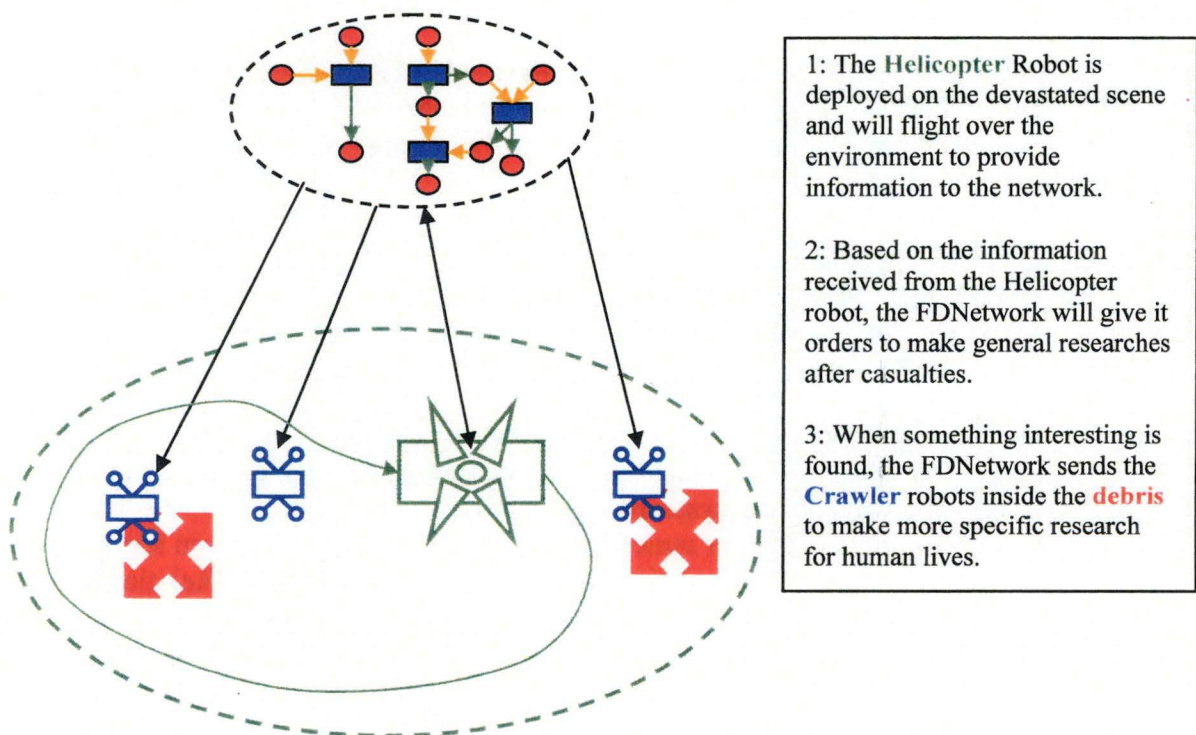 1: The Helicopter Robot is
deployed on the devastated scene
and will flight over the
environment to provide
information to the network.
2: Based on the information
received from the Helicopter
robot, the FDNetwork will give it
orders to make general researches
after casualties.
3: When something interesting is
found, the FDNetwork sends the
Crawler robots inside the debris
to make more specific research
for human lives.